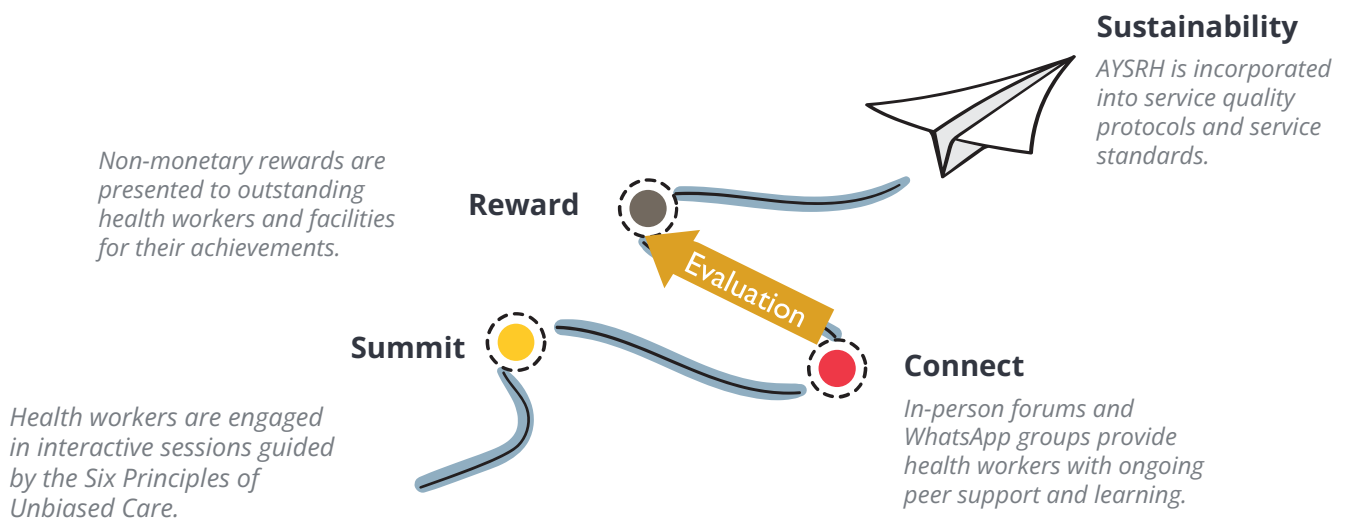 Sustainability
AYSRH is incorporated
into service quality
protocols and service
standards.
Non-monetary rewards are
presented to outstanding
health workers and facilities
for their achievements.
Reward
Evaluation
Summit
Health workers are engaged
in interactive sessions guided
by the Six Principles of
Unbiased Care.
Connect
In-person forums and
WhatsApp groups provide
health workers with ongoing
peer support and learning.